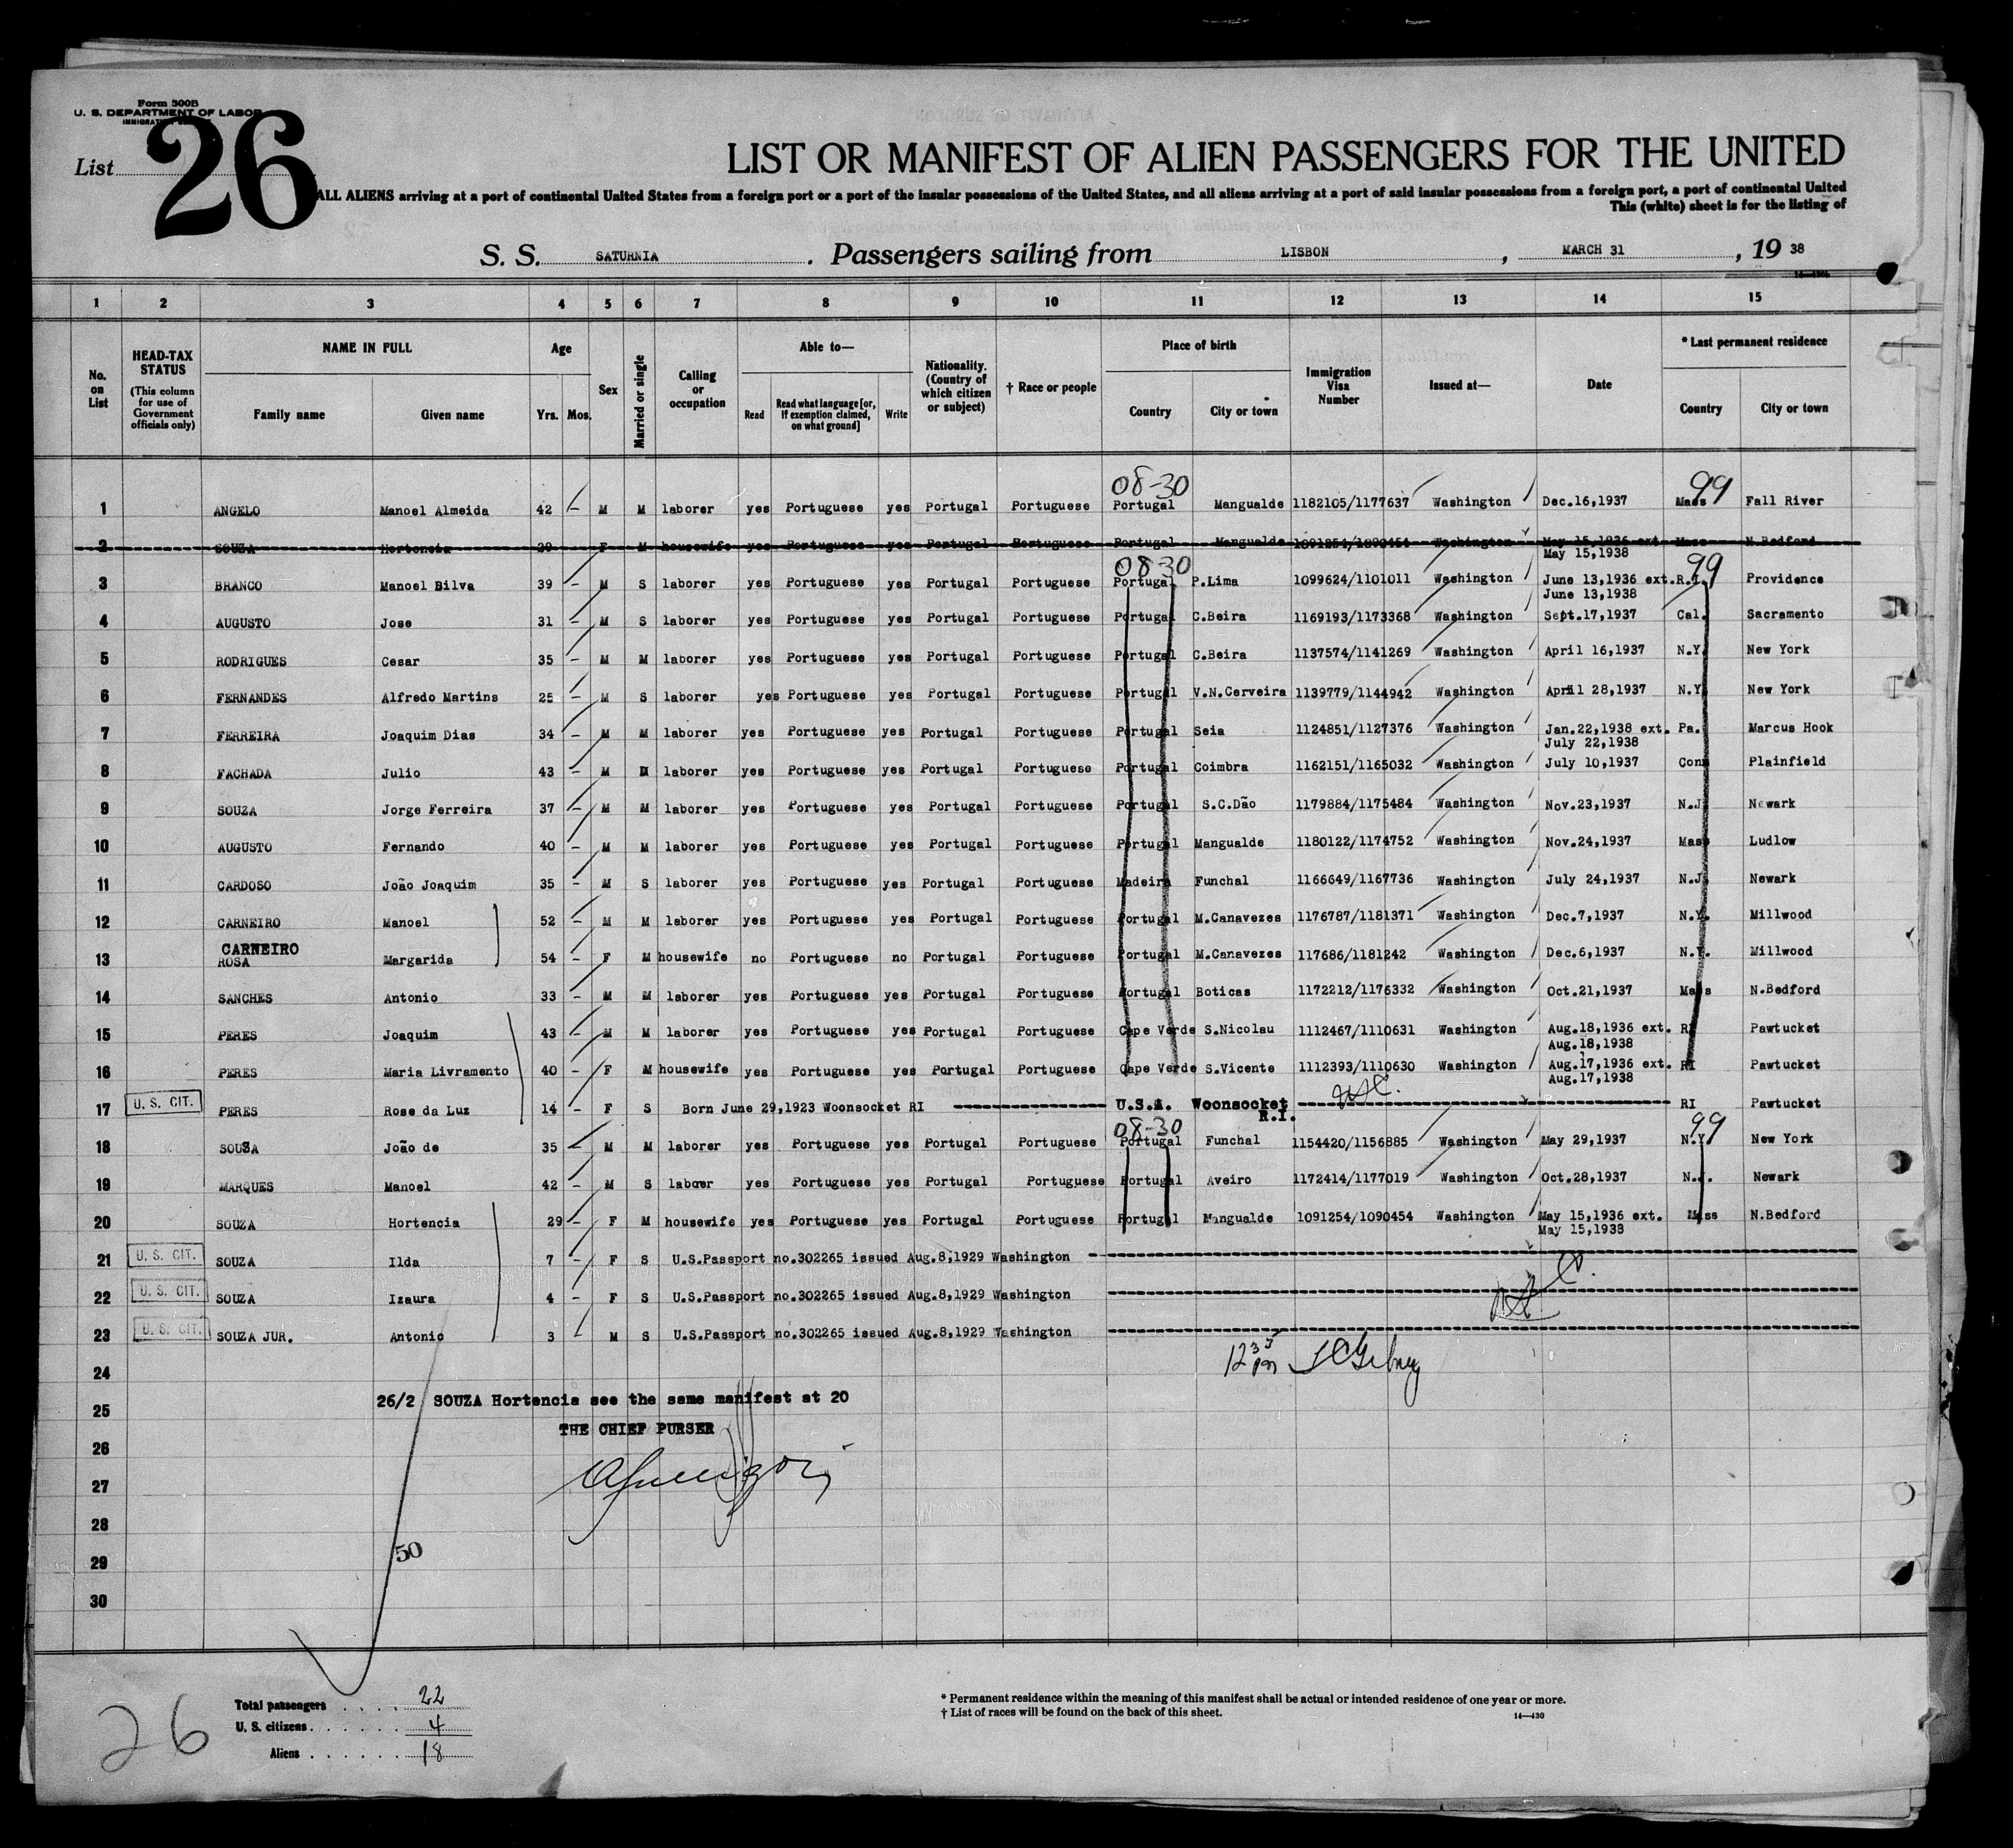 Form 500B
U. S. DEPARTMENT OF LABOR
List 26
LIST OR MANIFEST OF ALIEN PASSENGERS FOR THE UNITED
ALL ALIENS arriving at a port of continental United States from a foreign port or a port of the insular possessions of the United States, and all aliens arriving at a port of said insular possessions from a foreign port, a port of continental United
This (white) sheet is for the listing of
S. S. SATURNIA. Passengers sailing from LISBON, MARCH 31, 19 38
1 2 3 4 5 6 7 8 9 10 11 12 13 14 15
No. on List
HEAD-TAX STATUS (This column for use of Government officials only)
NAME IN FULL Family name Given name
Age Yrs. Mos.
Sex
Married or single
Calling or occupation
Able to— Read Read what language [or, if exemption claimed, on what ground] Write
Nationality. (Country of which citizen or subject)
† Race or people
Place of birth Country City or town
Immigration Visa Number
Issued at—
Date
* Last permanent residence Country City or town
08-30 99
1 ANGELO Manoel Almeida 42 – M M laborer yes Portuguese yes Portugal Portuguese Portugal Mangualde 1182105/1177637 Washington Dec.16,1937 Mass Fall River
2 SOUZA Hortencia 29 F M housewife yes Portuguese yes Portugal Portuguese Portugal Mangualde 1091254/1090454 Washington May 15,1936 ext. Mass N.Bedford
May 15,1938
08-30 99
3 BRANCO Manoel Silva 39 – M S laborer yes Portuguese yes Portugal Portuguese Portugal P.Lima 1099624/1101011 Washington June 13,1936 ext. R.I. Providence
June 13,1938
4 AUGUSTO Jose 31 – M S laborer yes Portuguese yes Portugal Portuguese Portugal C.Beira 1169193/1173368 Washington Sept.17,1937 Cal. Sacramento
5 RODRIGUES Cesar 35 – M M laborer yes Portuguese yes Portugal Portuguese Portugal C.Beira 1137574/1141269 Washington April 16,1937 N.Y. New York
6 FERNANDES Alfredo Martins 25 – M S laborer yes Portuguese yes Portugal Portuguese Portugal V.N.Cerveira 1139779/1144942 Washington April 28,1937 N.Y. New York
7 FERREIRA Joaquim Dias 34 – M M laborer yes Portuguese yes Portugal Portuguese Portugal Seia 1124851/1127376 Washington Jan.22,1938 ext. Pa. Marcus Hook
July 22,1938
8 FACHADA Julio 43 – M laborer yes Portuguese yes Portugal Portuguese Portugal Coimbra 1162151/1165032 Washington July 10,1937 Conn Plainfield
9 SOUZA Jorge Ferreira 37 – M M laborer yes Portuguese yes Portugal Portuguese Portugal S.C.Dão 1179884/1175484 Washington Nov.23,1937 N.J. Newark
10 AUGUSTO Fernando 40 – M M laborer yes Portuguese yes Portugal Portuguese Portugal Mangualde 1180122/1174752 Washington Nov.24,1937 Mass Ludlow
11 CARDOSO João Joaquim 35 – M S laborer yes Portuguese yes Portugal Portuguese Madeira Funchal 1166649/1167736 Washington July 24,1937 N.J. Newark
12 CARNEIRO Manoel 52 – M M laborer yes Portuguese yes Portugal Portuguese Portugal M.Canavezes 1176787/1181371 Washington Dec.7,1937 N.Y. Millwood
CARNEIRO
13 ROSA Margarida 54 – F M housewife no Portuguese no Portugal Portuguese Portugal M.Canavezes 117686/1181242 Washington Dec.6,1937 N.Y. Millwood
14 SANCHES Antonio 33 – M M laborer yes Portuguese yes Portugal Portuguese Portugal Boticas 1172212/1176332 Washington Oct.21,1937 Mass N.Bedford
15 PERES Joaquim 43 – M M laborer yes Portuguese yes Portugal Portuguese Cape Verde S.Nicolau 1112467/1110631 Washington Aug.18,1936 ext. RI Pawtucket
Aug.18,1938
16 PERES Maria Livramento 40 – F M housewife yes Portuguese yes Portugal Portuguese Cape Verde S.Vicente 1112393/1110630 Washington Aug.17,1936 ext. RI Pawtucket
Aug.17,1938
17 U. S. CIT. PERES Rose da Luz 14 – F S Born June 29,1923 Woonsocket RI U.S.A. Woonsocket RI Pawtucket
R.I.
08-30 99
18 SOUSA João de 35 – M M laborer yes Portuguese yes Portugal Portuguese Portugal Funchal 1154420/1156885 Washington May 29,1937 N.Y. New York
19 MARQUES Manoel 42 – M S laborer yes Portuguese yes Portugal Portuguese Portugal Aveiro 1172414/1177019 Washington Oct.28,1937 N.J. Newark
20 SOUZA Hortencia 29 – F M housewife yes Portuguese yes Portugal Portuguese Portugal Mangualde 1091254/1090454 Washington May 15,1936 ext. Mass N.Bedford
May 15,1938
21 U. S. CIT. SOUZA Ilda 7 – F S U.S.Passport no.302265 issued Aug.8,1929 Washington
22 U. S. CIT. SOUZA Izaura 4 – F S U.S.Passport no.302265 issued Aug.8,1929 Washington
23 U. S. CIT. SOUZA JUR. Antonio 3 – M S U.S.Passport no.302265 issued Aug.8,1929 Washington
24
26/2 SOUZA Hortencia see the same manifest at 20
25
THE CHIEF PURSER
26
27
28
29 50
30
26
Total passengers . . . . 22
U. S. citizens . . . . . . 4
Aliens . . . . . . 18
* Permanent residence within the meaning of this manifest shall be actual or intended residence of one year or more.
† List of races will be found on the back of this sheet.
14—430